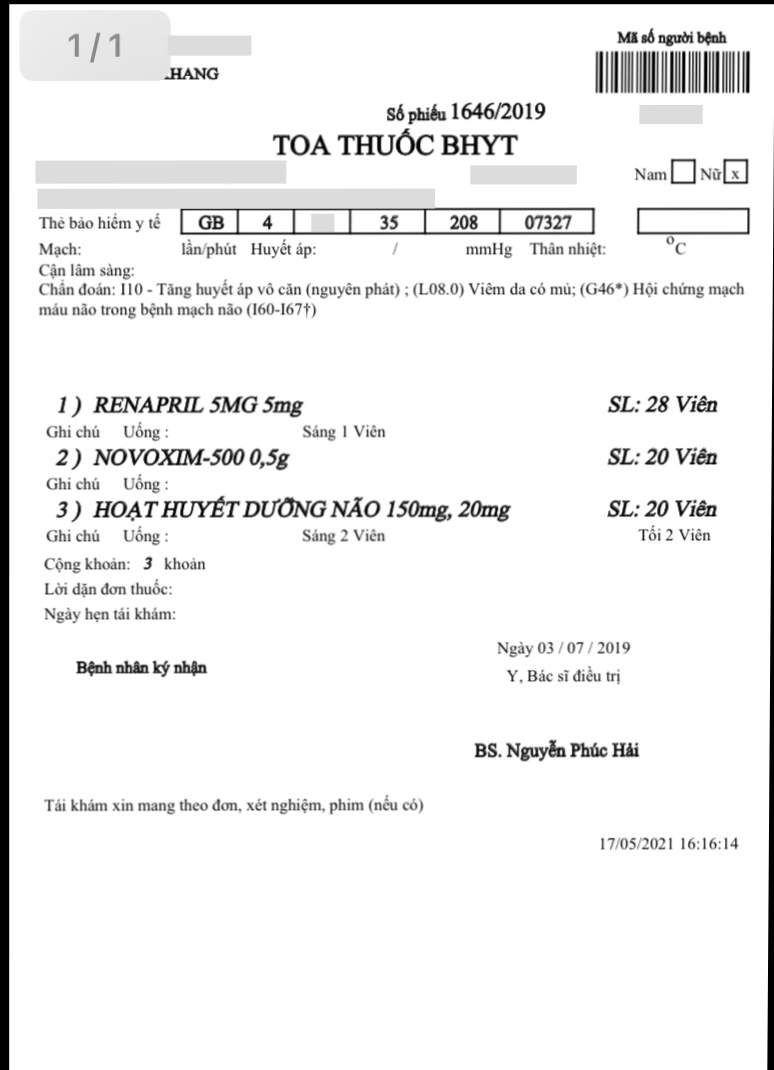 1/1
KHANG
Mã số người bệnh
Số phiếu 1646/2019
TOA THUỐC BHYT
Nam Nữ x
Thẻ bảo hiểm y tế GB 4 35 208 07327
Mạch: lần/phút Huyết áp: / mmHg Thân nhiệt: °C
Cận lâm sàng:
Chẩn đoán: I10 - Tăng huyết áp vô căn (nguyên phát) ; (L08.0) Viêm da có mủ; (G46*) Hội chứng mạch
máu não trong bệnh mạch não (I60-I67†)
1 ) RENAPRIL 5MG 5mg SL: 28 Viên
Ghi chú Uống : Sáng 1 Viên
2 ) NOVOXIM-500 0,5g SL: 20 Viên
Ghi chú Uống :
3 ) HOẠT HUYẾT DƯỠNG NÃO 150mg, 20mg SL: 20 Viên
Ghi chú Uống : Sáng 2 Viên Tối 2 Viên
Cộng khoản: 3 khoản
Lời dặn đơn thuốc:
Ngày hẹn tái khám:
Ngày 03 / 07 / 2019
Bệnh nhân ký nhận
Y, Bác sĩ điều trị
BS. Nguyễn Phúc Hải
Tái khám xin mang theo đơn, xét nghiệm, phim (nếu có)
17/05/2021 16:16:14